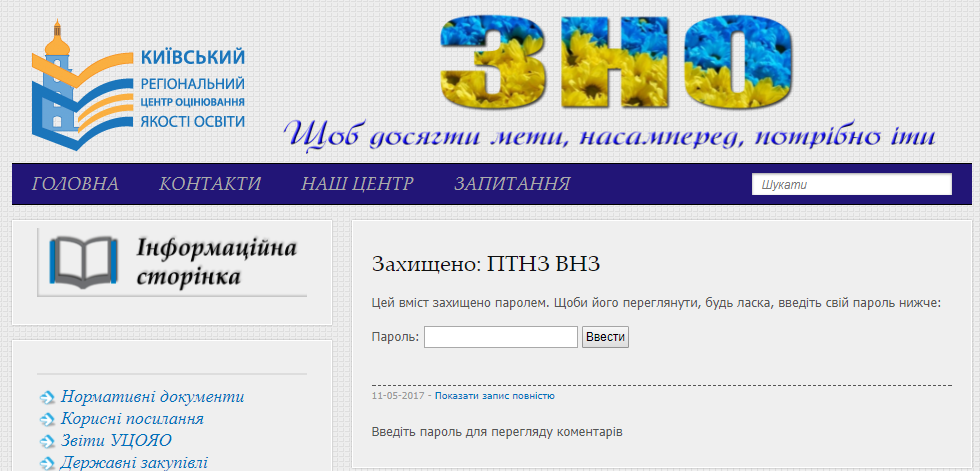 КИЇВСЬКИЙ
РЕГІОНАЛЬНИЙ
ЦЕНТР ОЦІНЮВАННЯ
ЯКОСТІ ОСВІТИ
ЗНО
Щоб досягти мети, насамперед, потрібно іти
ГОЛОВНА КОНТАКТИ НАШ ЦЕНТР ЗАПИТАННЯ Шукати
Інформаційна
сторінка
Нормативні документи
Корисні посилання
Звіти УЦОЯО
Державні закупівлі
Захищено: ПТНЗ ВНЗ
Цей вміст захищено паролем. Щоби його переглянути, будь ласка, введіть свій пароль нижче:
Пароль: Ввести
11-05-2017 - Показати запис повністю
Введіть пароль для перегляду коментарів